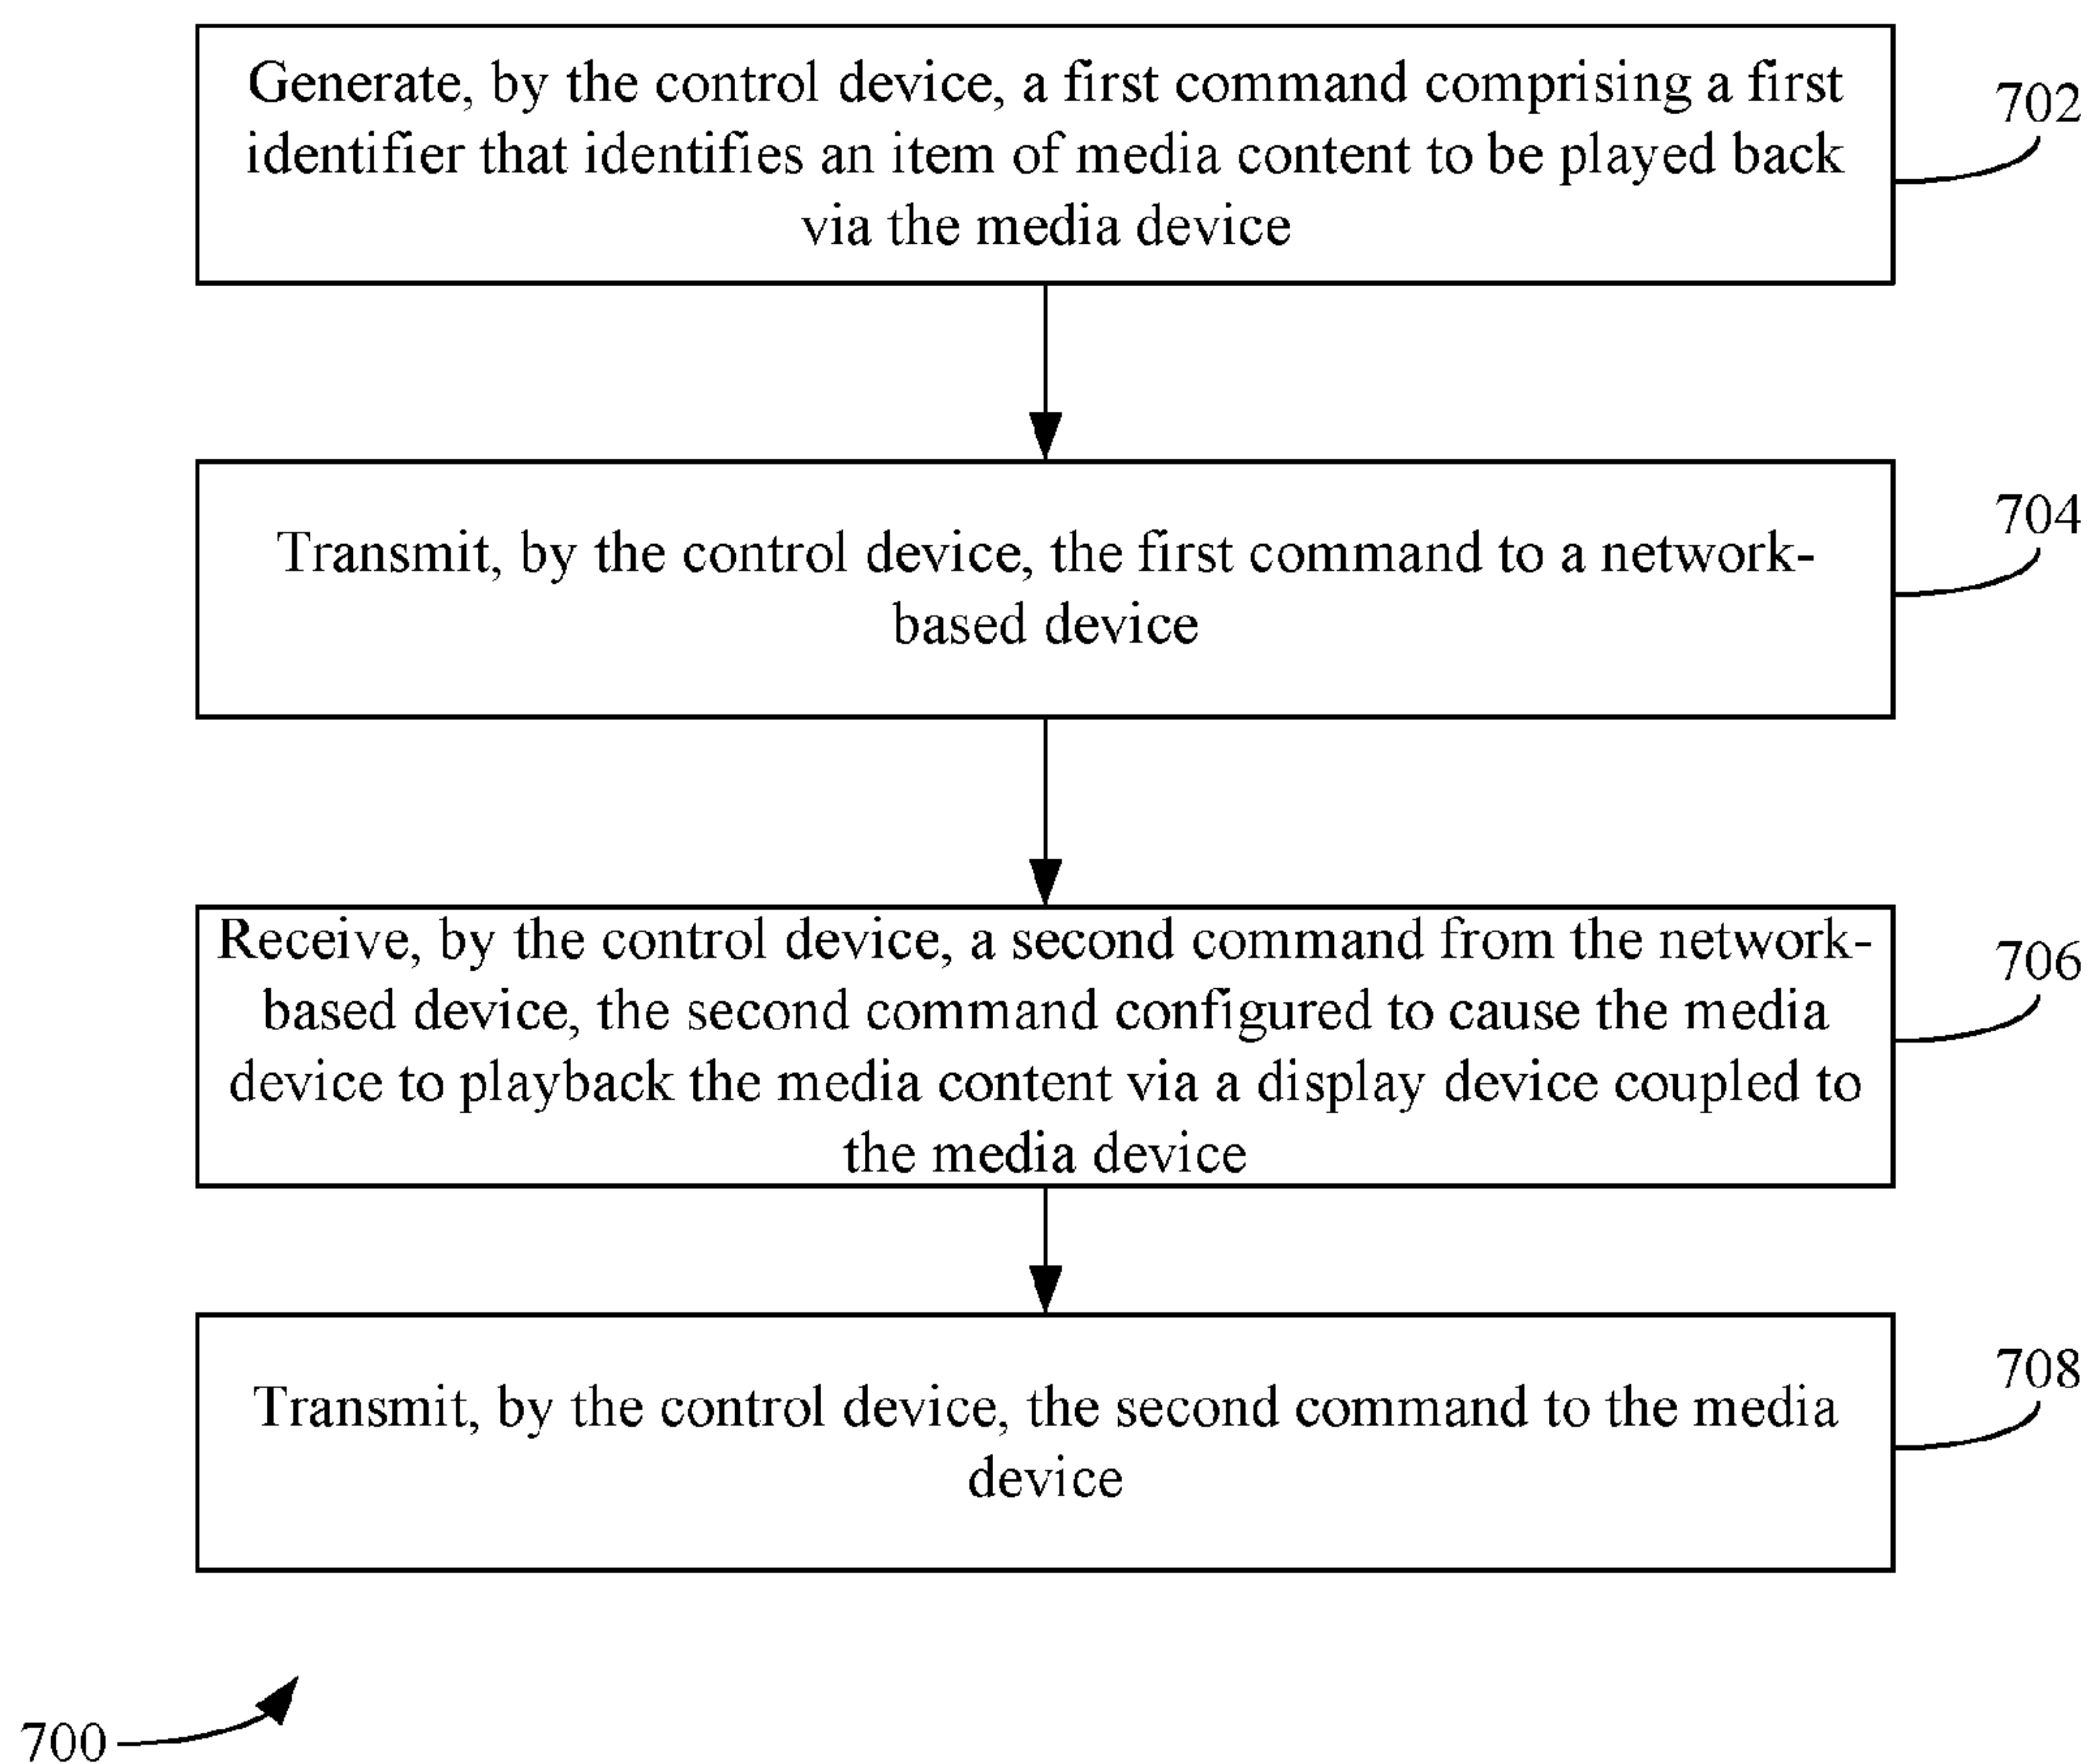 Generate, by the control device, a first command comprising a first
identifier that identifies an item of media content to be played back
via the media device
702
Transmit, by the control device, the first command to a network-
based device
704
Receive, by the control device, a second command from the network-
based device, the second command configured to cause the media
device to playback the media content via a display device coupled to
the media device
706
Transmit, by the control device, the second command to the media
device
708
700